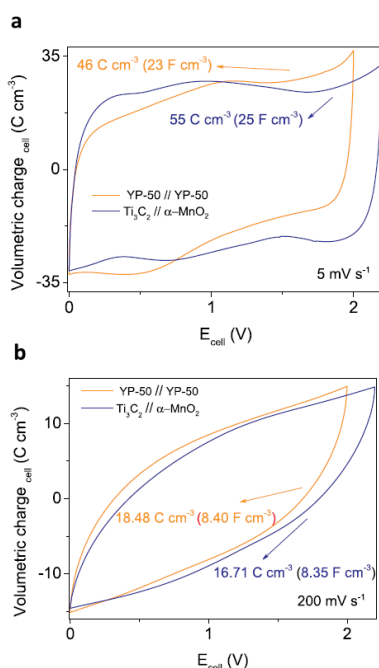 a
35
0
-35
Volumetric charge cell (C cm⁻³)
46 C cm⁻³ (23 F cm⁻³)
55 C cm⁻³ (25 F cm⁻³)
YP-50 // YP-50
Ti₃C₂ // α-MnO₂
5 mV s⁻¹
0 1 2
E cell (V)
b
10
0
-10
Volumetric charge cell (C cm⁻³)
YP-50 // YP-50
Ti₃C₂ // α-MnO₂
18.48 C cm⁻³ (8.40 F cm⁻³)
16.71 C cm⁻³ (8.35 F cm⁻³)
200 mV s⁻¹
0 1 2
E cell (V)